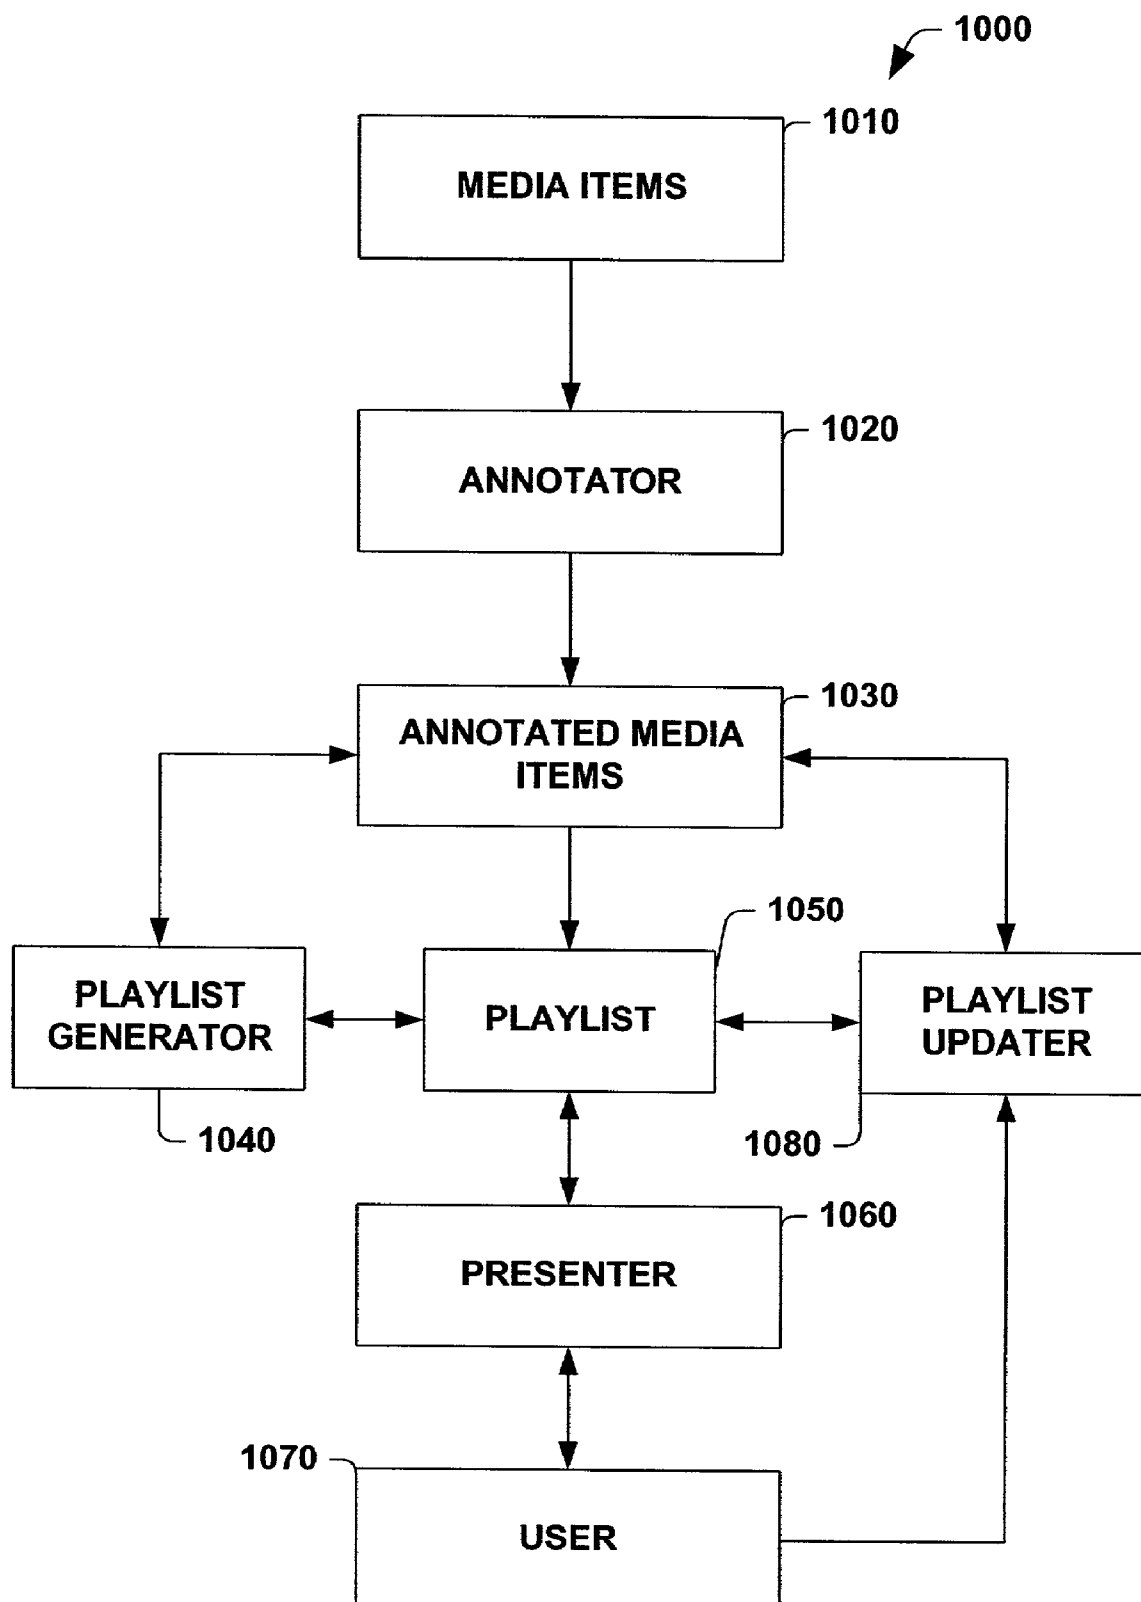 1000
1010
MEDIA ITEMS
1020
ANNOTATOR
1030
ANNOTATED MEDIA
ITEMS
1050
PLAYLIST
GENERATOR
PLAYLIST
PLAYLIST
UPDATER
1040
1080
1060
PRESENTER
1070
USER